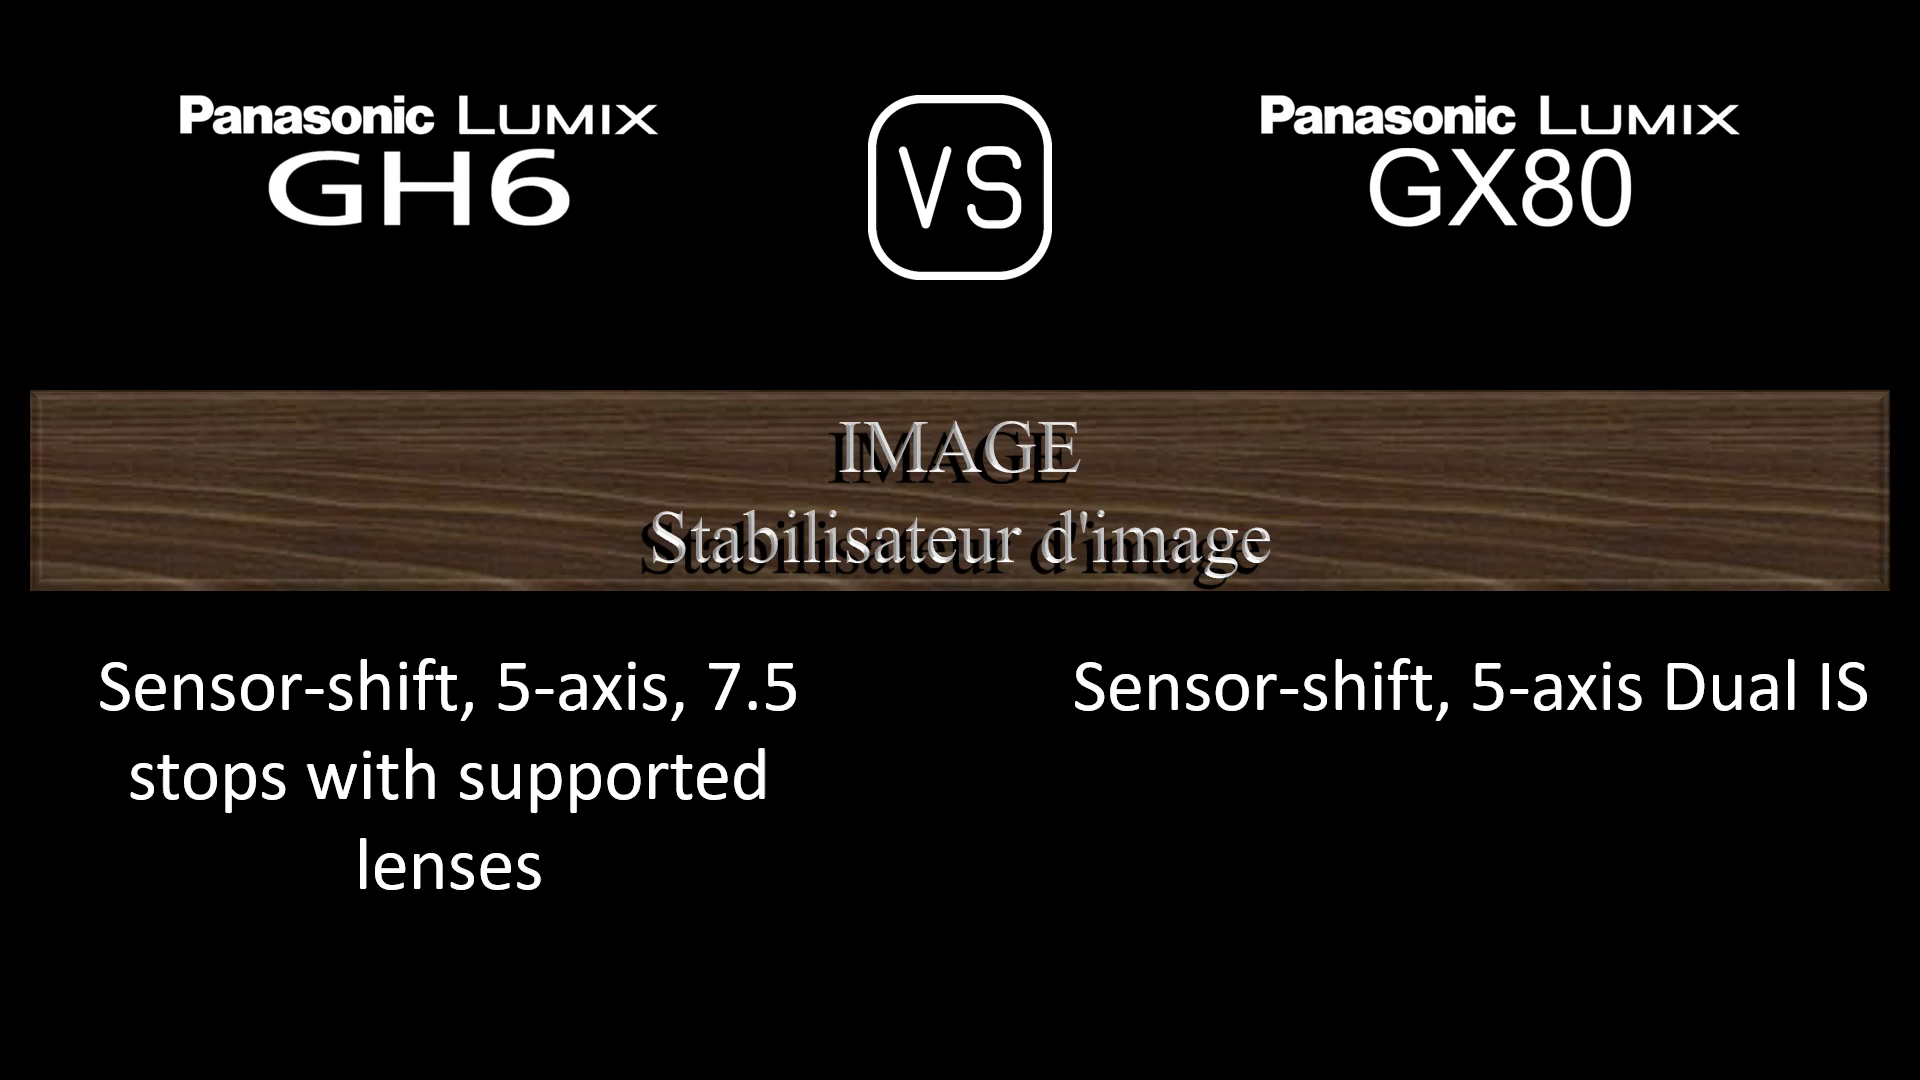 Panasonic LUMIX
GH6
VS
Panasonic LUMIX
GX80
IMAGE
Stabilisateur d'image
Sensor-shift, 5-axis, 7.5
stops with supported
lenses
Sensor-shift, 5-axis Dual IS